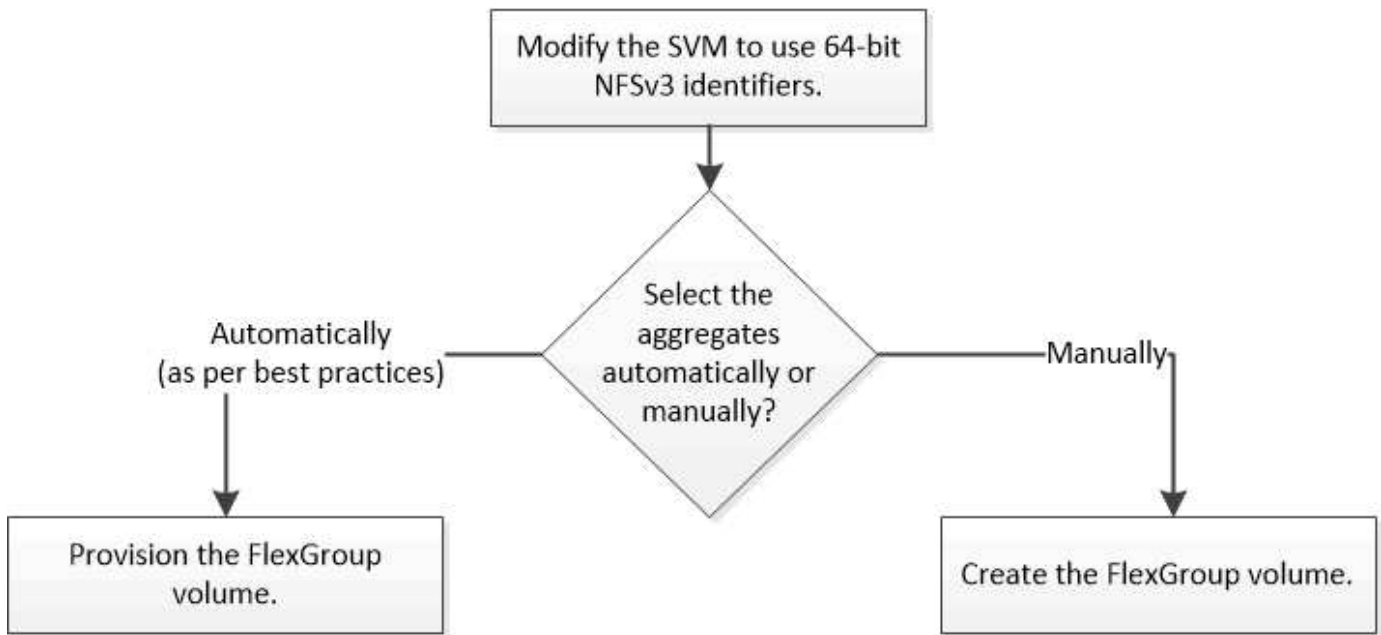 Modify the SVM to use 64-bit
NFSv3 identifiers.
Select the
aggregates
automatically or
manually?
Automatically
(as per best practices)
Manually
Provision the FlexGroup
volume.
Create the FlexGroup volume.